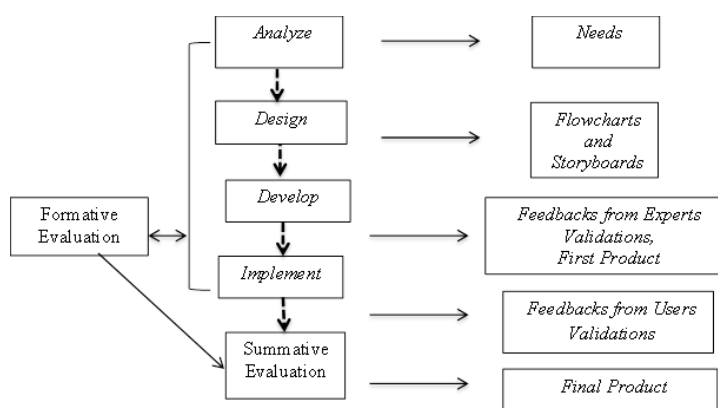 Analyze
Needs
Design
Flowcharts
and
Storyboards
Develop
Formative
Evaluation
Feedbacks from Experts
Validations,
First Product
Implement
Feedbacks from Users
Validations
Summative
Evaluation
Final Product